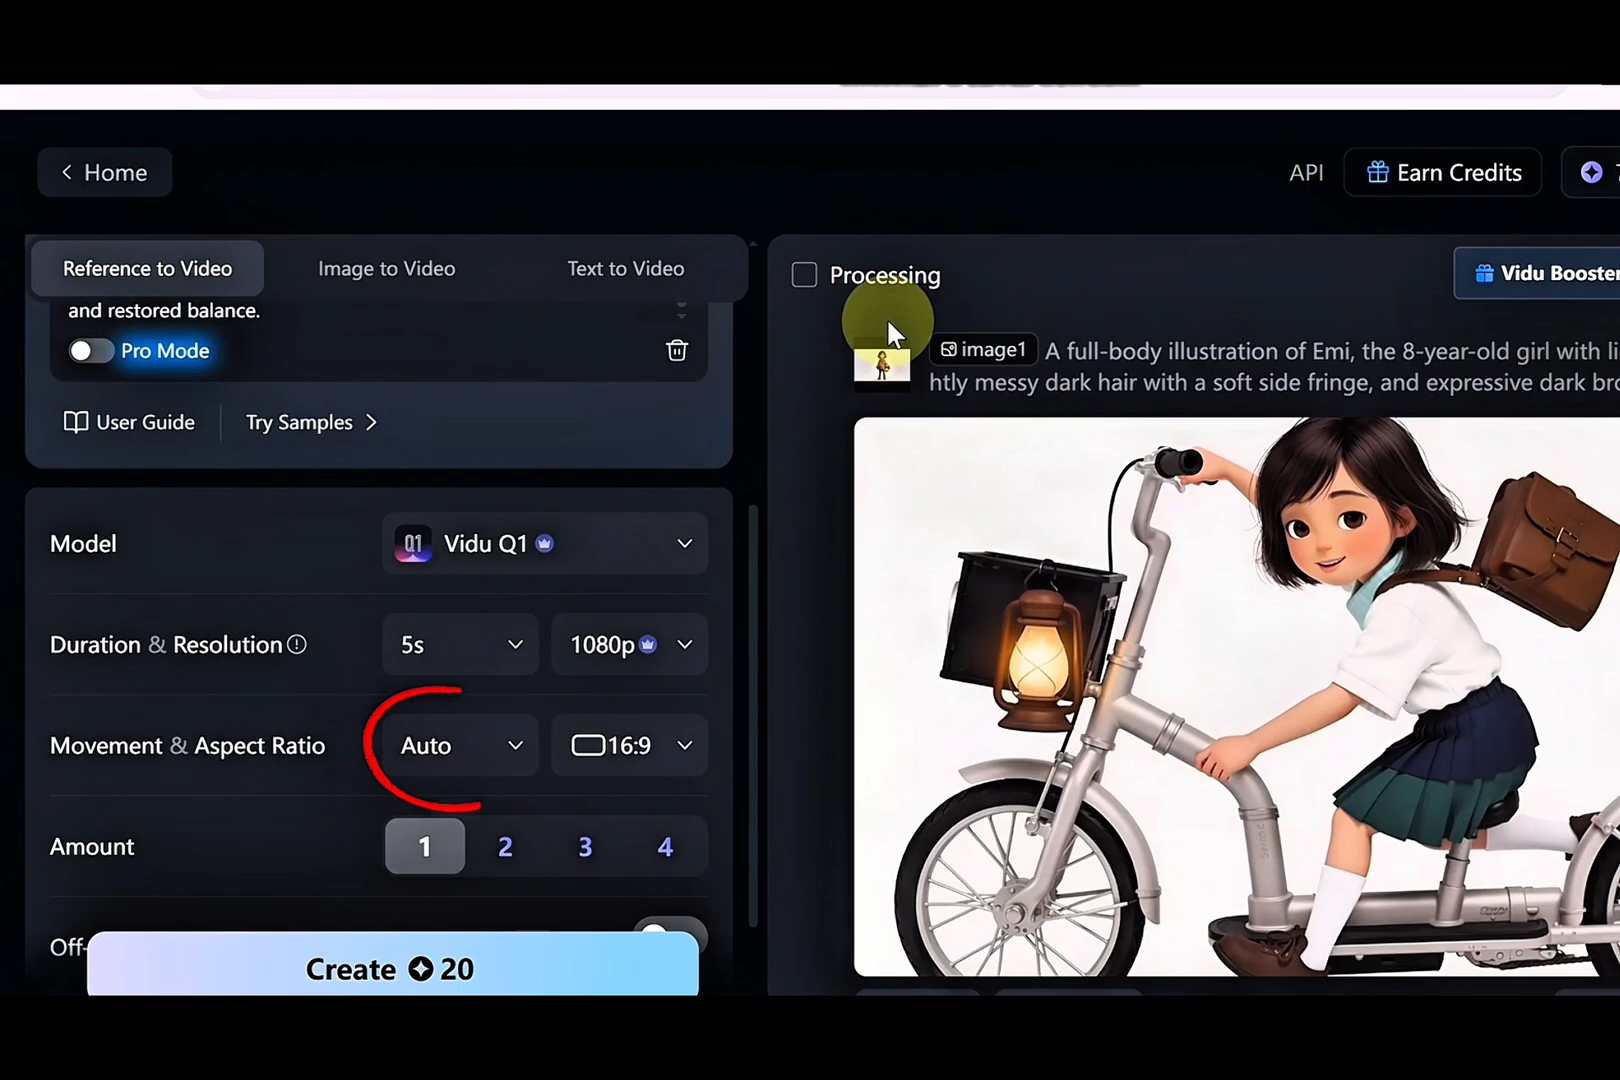 Home
API
Earn Credits
Reference to Video
Image to Video
Text to Video
and restored balance.
Pro Mode
User Guide
Try Samples
Model
Q1 Vidu Q1
Duration & Resolution
5s
1080p
Movement & Aspect Ratio
Auto
16:9
Amount
1
2
3
4
Off-
Create 20
Processing
Vidu Booster
image1 A full-body illustration of Emi, the 8-year-old girl with
htly messy dark hair with a soft side fringe, and expressive dark